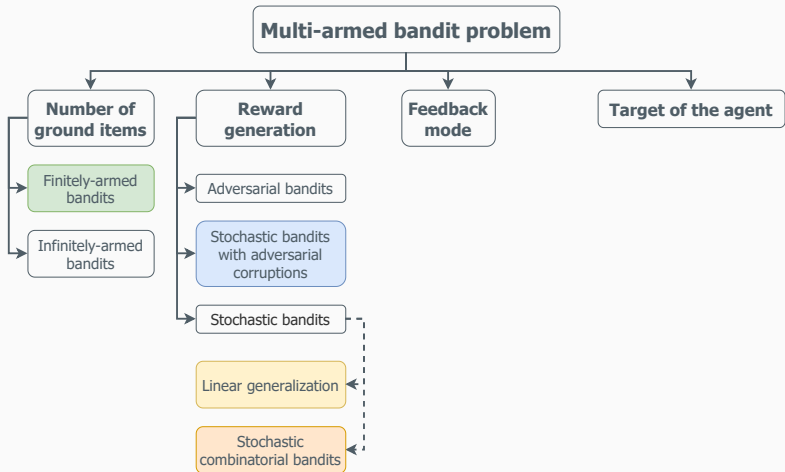 Multi-armed bandit problem
Number of
ground items
Reward
generation
Feedback
mode
Target of the agent
Finitely-armed
bandits
Infinitely-armed
bandits
Adversarial bandits
Stochastic bandits
with adversarial
corruptions
Stochastic bandits
Linear generalization
Stochastic
combinatorial bandits